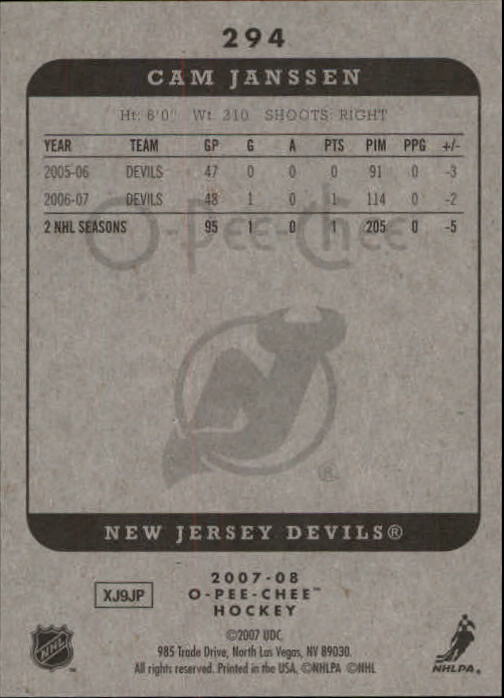 294
CAM JANSSEN
Ht: 6'0" Wt: 210 SHOOTS: RIGHT
YEAR TEAM GP G A PTS PIM PPG +/-
2005-06 DEVILS 47 0 0 0 91 0 -3
2006-07 DEVILS 48 1 0 1 114 0 -2
2 NHL SEASONS 95 1 0 1 205 0 -5
O-Pee-Chee
®
NEW JERSEY DEVILS®
2007-08
XJ9JP O-PEE-CHEE™
HOCKEY
©2007 UDC.
985 Trade Drive, North Las Vegas, NV 89030.
All rights reserved. Printed in the USA. ©NHLPA ©NHL
NHL
NHLPA